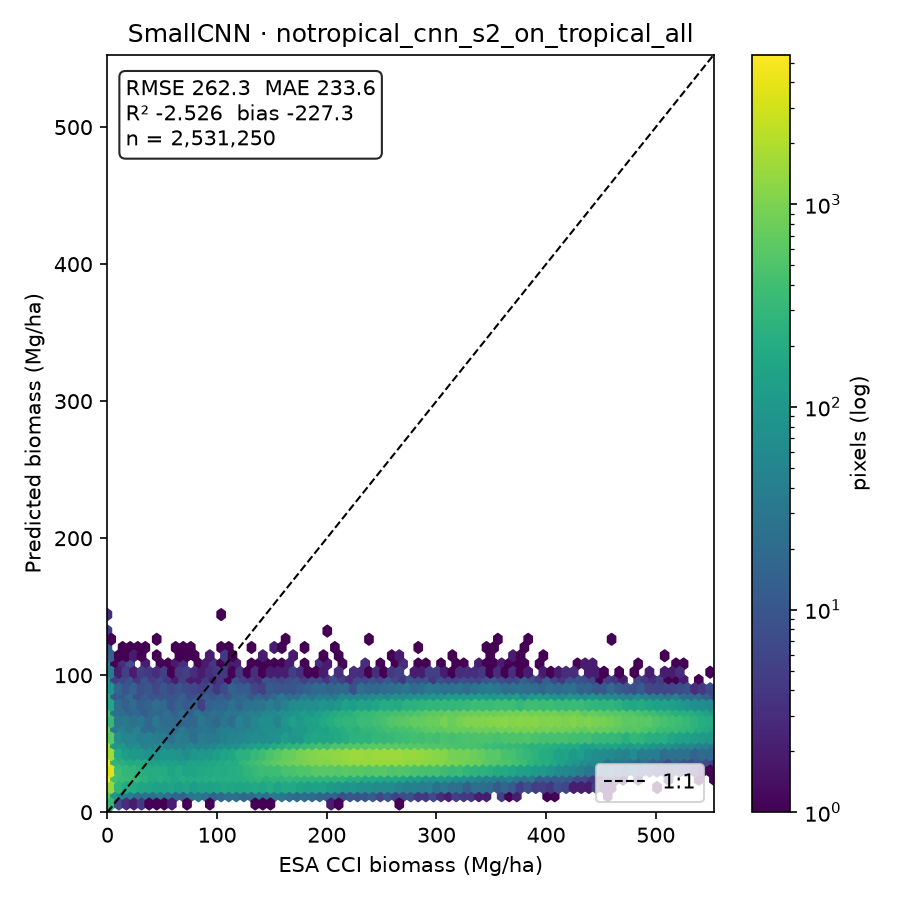 SmallCNN · notropical_cnn_s2_on_tropical_all
RMSE 262.3  MAE 233.6
R² -2.526  bias -227.3
n = 2,531,250
Predicted biomass (Mg/ha)
500
400
300
200
100
0
0 100 200 300 400 500
ESA CCI biomass (Mg/ha)
1:1
10³
10²
10¹
10⁰
pixels (log)